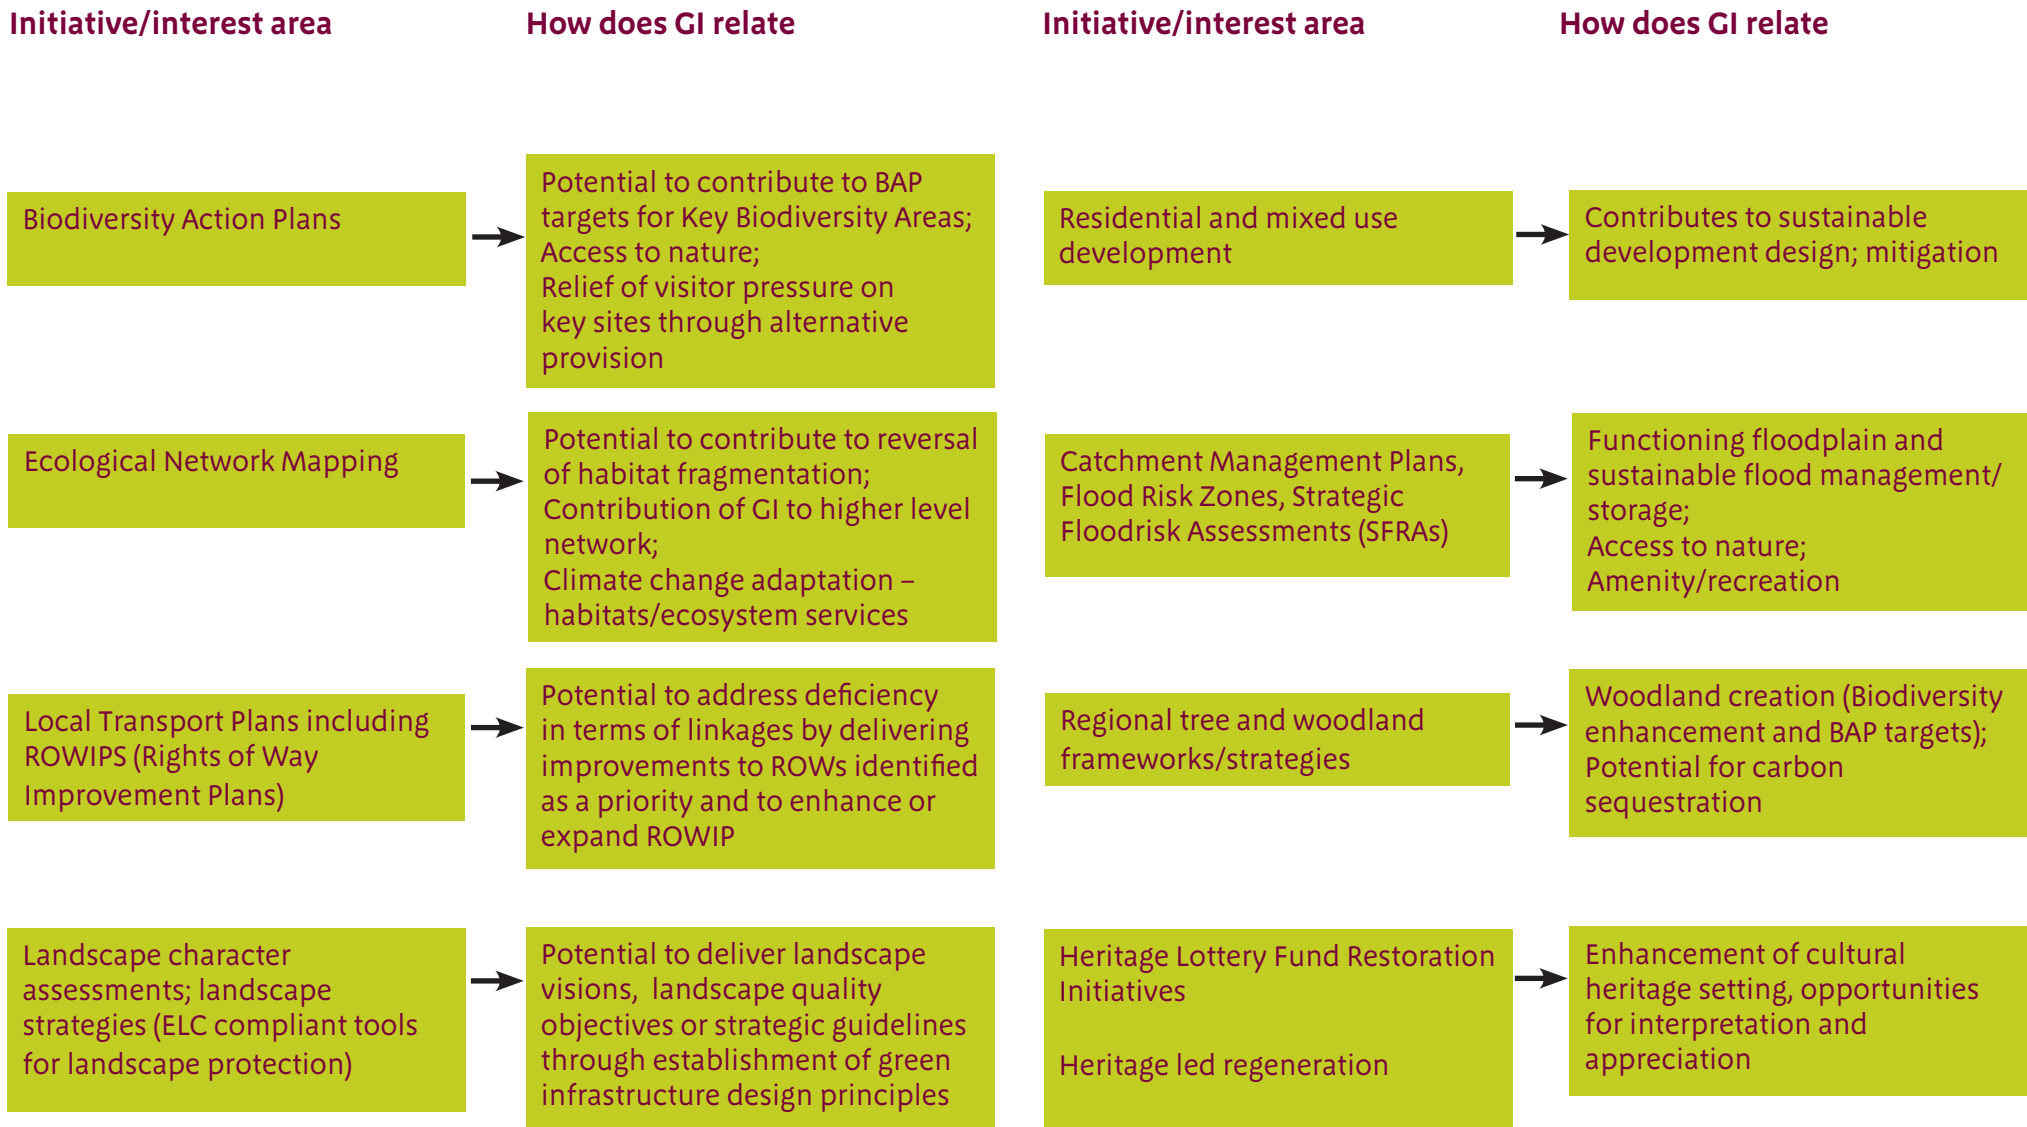 Initiative/interest area
How does GI relate
Initiative/interest area
How does GI relate
Biodiversity Action Plans
Potential to contribute to BAP
targets for Key Biodiversity Areas;
Access to nature;
Relief of visitor pressure on
key sites through alternative
provision
Residential and mixed use
development
Contributes to sustainable
development design; mitigation
Ecological Network Mapping
Potential to contribute to reversal
of habitat fragmentation;
Contribution of GI to higher level
network;
Climate change adaptation –
habitats/ecosystem services
Catchment Management Plans,
Flood Risk Zones, Strategic
Floodrisk Assessments (SFRAs)
Functioning floodplain and
sustainable flood management/
storage;
Access to nature;
Amenity/recreation
Local Transport Plans including
ROWIPS (Rights of Way
Improvement Plans)
Potential to address deficiency
in terms of linkages by delivering
improvements to ROWs identified
as a priority and to enhance or
expand ROWIP
Regional tree and woodland
frameworks/strategies
Woodland creation (Biodiversity
enhancement and BAP targets);
Potential for carbon
sequestration
Landscape character
assessments; landscape
strategies (ELC compliant tools
for landscape protection)
Potential to deliver landscape
visions, landscape quality
objectives or strategic guidelines
through establishment of green
infrastructure design principles
Heritage Lottery Fund Restoration
Initiatives
Heritage led regeneration
Enhancement of cultural
heritage setting, opportunities
for interpretation and
appreciation